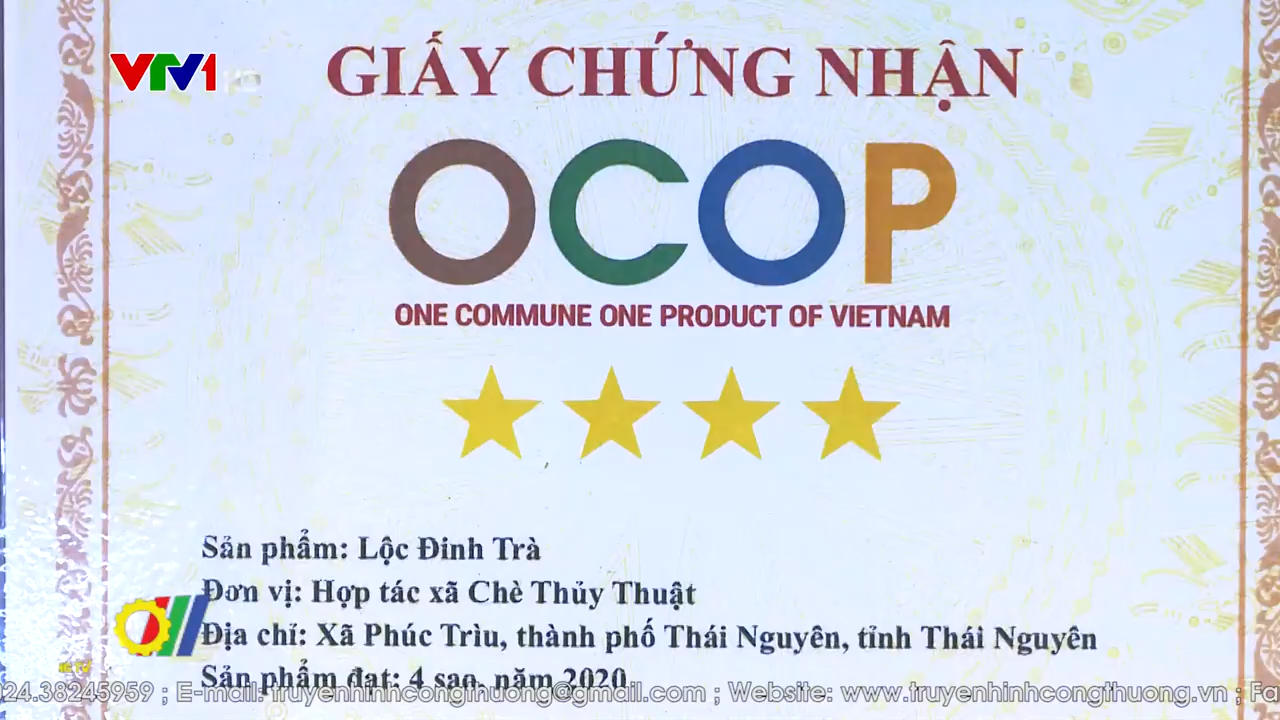 VTV1 HD
GIẤY CHỨNG NHẬN
OCOP
ONE COMMUNE ONE PRODUCT OF VIETNAM
Sản phẩm: Lộc Đinh Trà
Đơn vị: Hợp tác xã Chè Thủy Thuật
Địa chỉ: Xã Phúc Trìu, thành phố Thái Nguyên, tỉnh Thái Nguyên
Sản phẩm đạt: 4 sao, năm 2020
024.38245959 ; E-mail: truyenhinhcongthuong@gmail.com ; Website: www.truyenhinhcongthuong.vn ; Fa